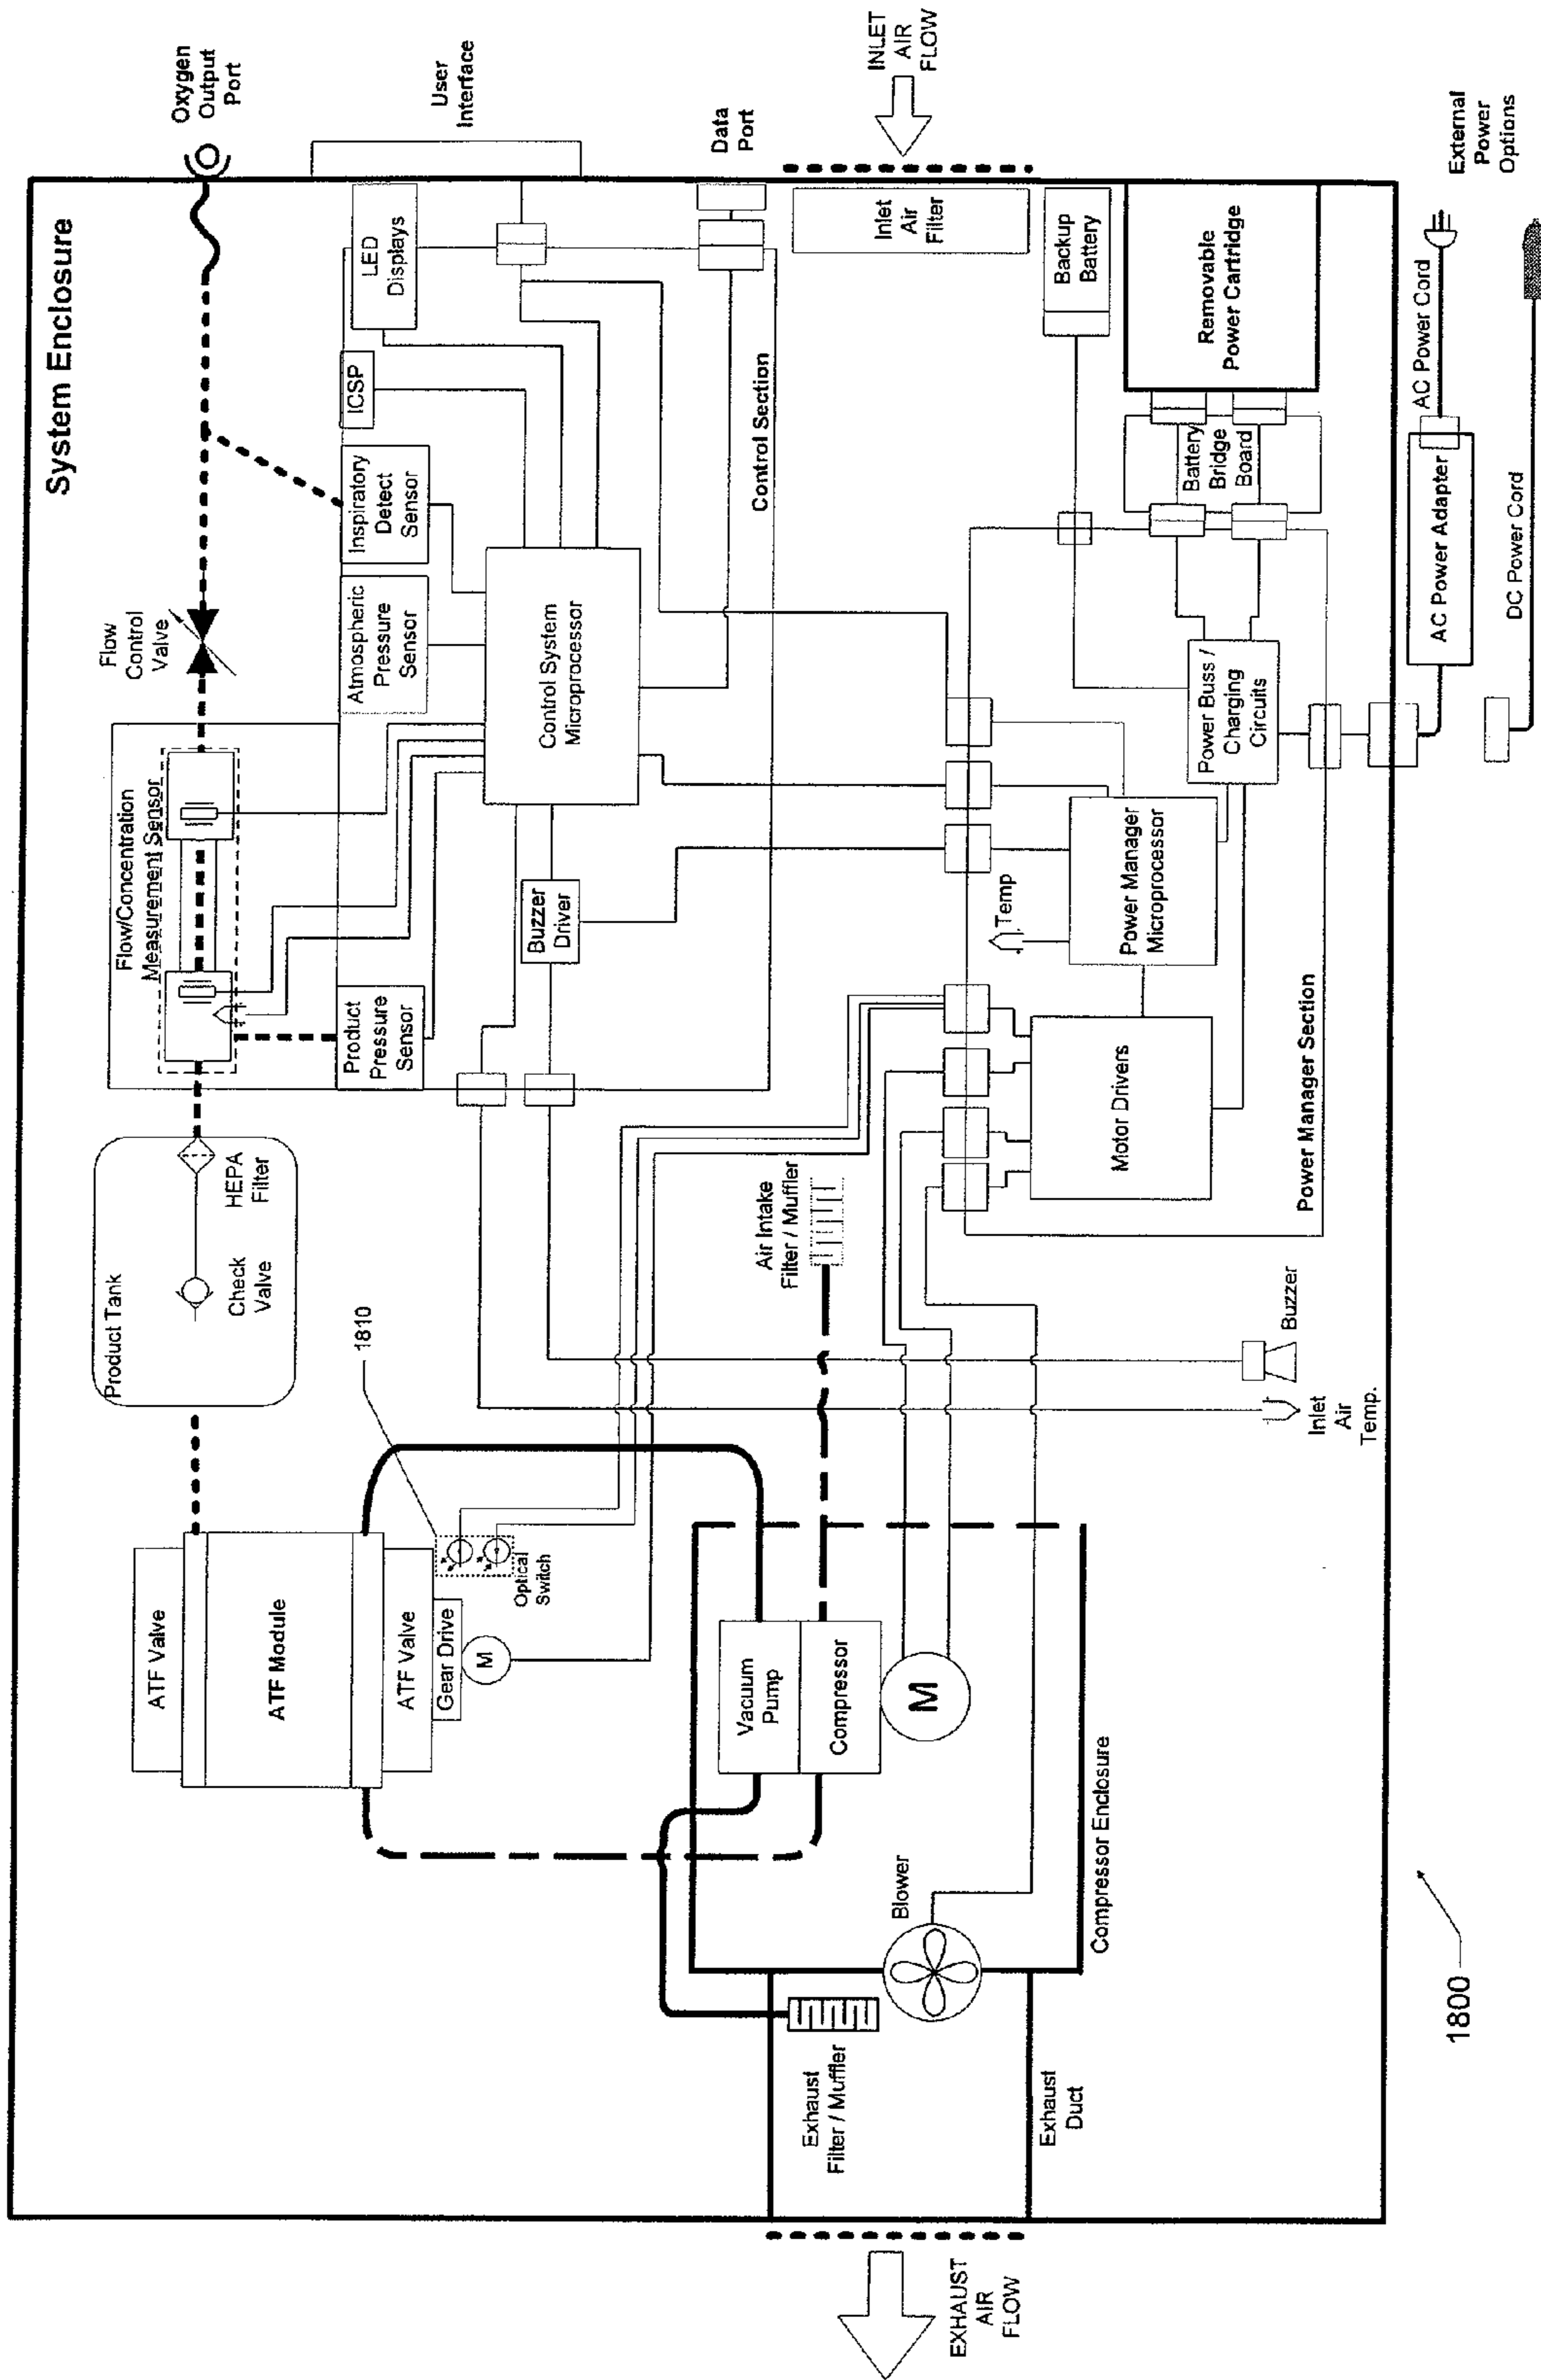 System Enclosure
Oxygen
Output
Port
User
Interface
Data
Port
INLET
AIR
FLOW
External
Power
Options
Flow
Control
Valve
Flow/Concentration
Measurement Sensor
Product Tank
HEPA
Filter
Check
Valve
ATF Valve
ATF Module
ATF Valve
Gear Drive
M
1810
Optical
Switch
Product
Pressure
Sensor
Atmospheric
Pressure
Sensor
Inspiratory
Detect
Sensor
ICSP
LED
Displays
Control System
Microprocessor
Buzzer
Driver
Control Section
Inlet
Air
Filter
Backup
Battery
Removable
Power Cartridge
Battery
Bridge
Board
Power Buss /
Charging
Circuits
Power Manager
Microprocessor
Temp
Motor Drivers
Power Manager Section
AC Power Cord
AC Power Adapter
DC Power Cord
Air Intake
Filter / Muffler
Vacuum
Pump
Compressor
M
Blower
Compressor Enclosure
Buzzer
Inlet
Air
Temp.
Exhaust
Filter / Muffler
Exhaust
Duct
EXHAUST
AIR
FLOW
1800